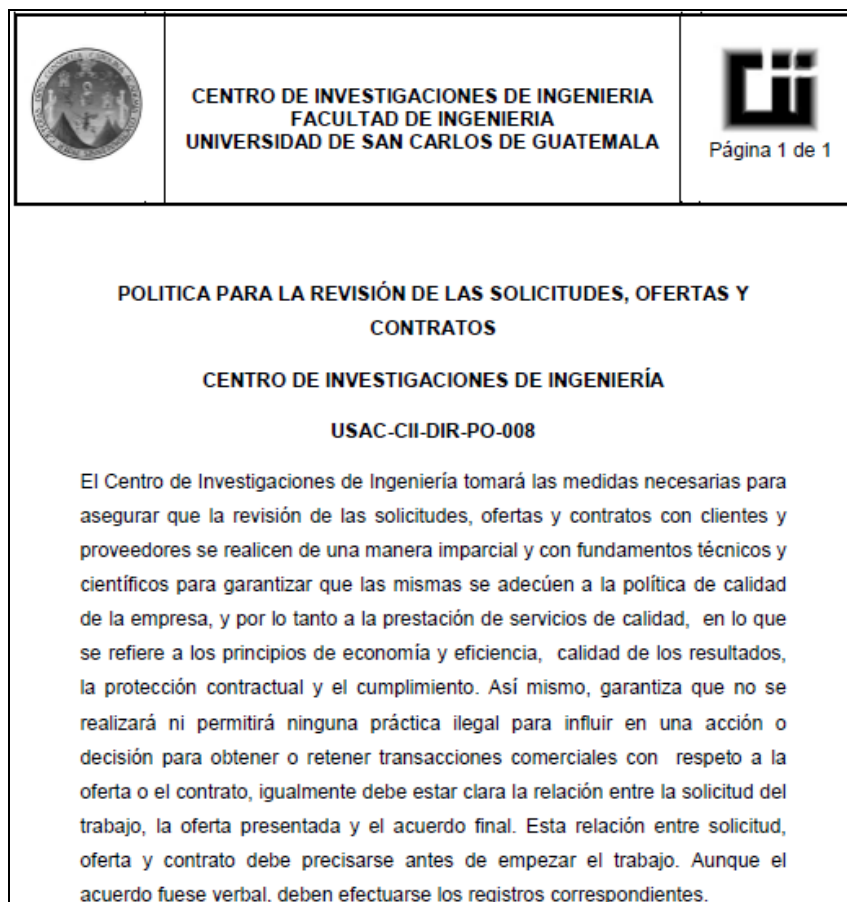 CENTRO DE INVESTIGACIONES DE INGENIERIA
FACULTAD DE INGENIERIA
UNIVERSIDAD DE SAN CARLOS DE GUATEMALA
Cii
Página 1 de 1
POLITICA PARA LA REVISIÓN DE LAS SOLICITUDES, OFERTAS Y
CONTRATOS
CENTRO DE INVESTIGACIONES DE INGENIERÍA
USAC-CII-DIR-PO-008
El Centro de Investigaciones de Ingeniería tomará las medidas necesarias para
asegurar que la revisión de las solicitudes, ofertas y contratos con clientes y
proveedores se realicen de una manera imparcial y con fundamentos técnicos y
científicos para garantizar que las mismas se adecúen a la política de calidad
de la empresa, y por lo tanto a la prestación de servicios de calidad, en lo que
se refiere a los principios de economía y eficiencia, calidad de los resultados,
la protección contractual y el cumplimiento. Así mismo, garantiza que no se
realizará ni permitirá ninguna práctica ilegal para influir en una acción o
decisión para obtener o retener transacciones comerciales con respeto a la
oferta o el contrato, igualmente debe estar clara la relación entre la solicitud del
trabajo, la oferta presentada y el acuerdo final. Esta relación entre solicitud,
oferta y contrato debe precisarse antes de empezar el trabajo. Aunque el
acuerdo fuese verbal, deben efectuarse los registros correspondientes.